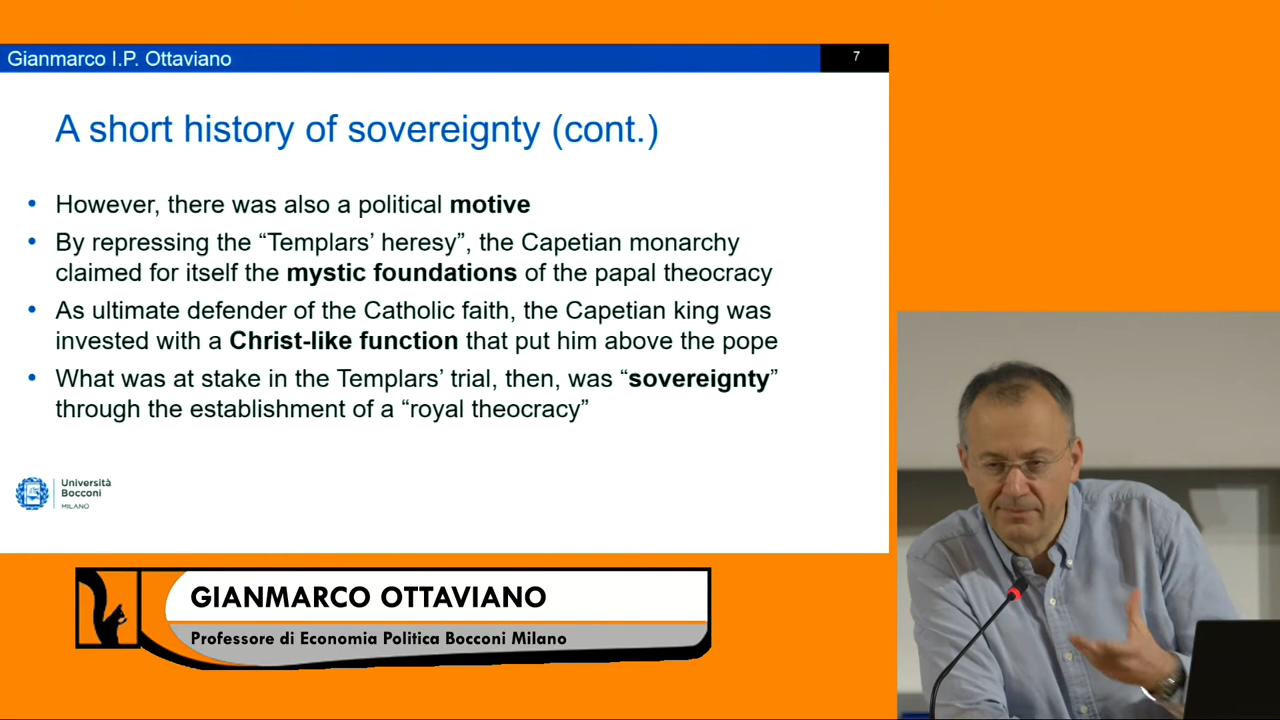 Gianmarco I.P. Ottaviano
7
A short history of sovereignty (cont.)
• However, there was also a political motive
• By repressing the “Templars’ heresy”, the Capetian monarchy
claimed for itself the mystic foundations of the papal theocracy
• As ultimate defender of the Catholic faith, the Capetian king was
invested with a Christ-like function that put him above the pope
• What was at stake in the Templars’ trial, then, was “sovereignty”
through the establishment of a “royal theocracy”
Università
Bocconi
MILANO
GIANMARCO OTTAVIANO
Professore di Economia Politica Bocconi Milano